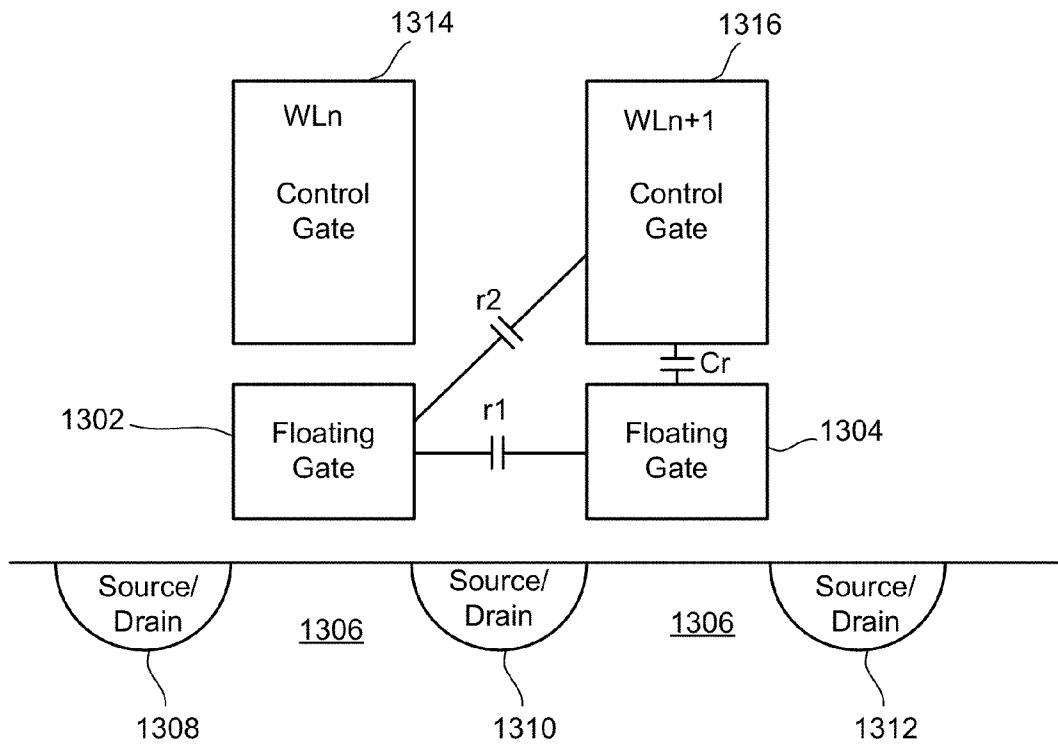 1314
1316
WLn
Control
Gate
WLn+1
Control
Gate
r2
Cr
1302
Floating
Gate
r1
Floating
Gate
1304
Source/
Drain
1306
Source/
Drain
1306
Source/
Drain
1308
1310
1312